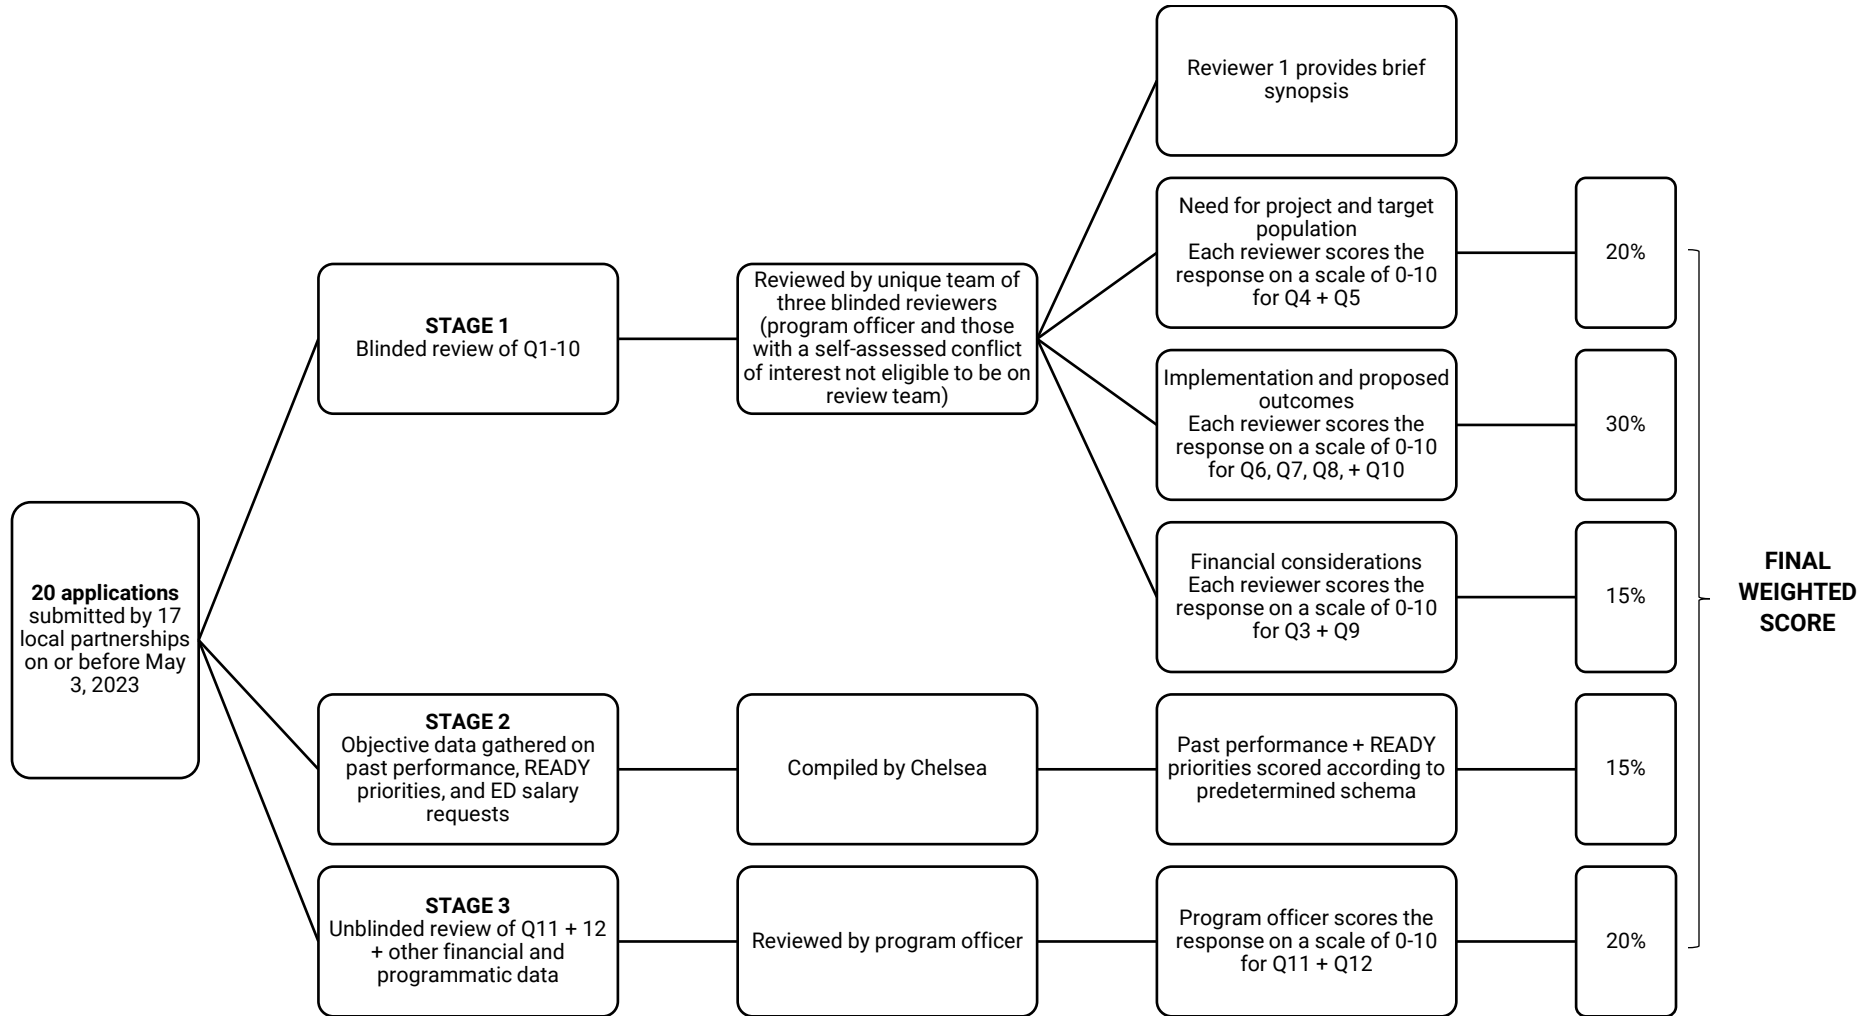 20 applications
submitted by 17
local partnerships
on or before May
3, 2023
STAGE 1
Blinded review of Q1-10
Reviewed by unique team of
three blinded reviewers
(program officer and those
with a self-assessed conflict
of interest not eligible to be on
review team)
Reviewer 1 provides brief
synopsis
Need for project and target
population
Each reviewer scores the
response on a scale of 0-10
for Q4 + Q5
20%
Implementation and proposed
outcomes
Each reviewer scores the
response on a scale of 0-10
for Q6, Q7, Q8, + Q10
30%
Financial considerations
Each reviewer scores the
response on a scale of 0-10
for Q3 + Q9
15%
STAGE 2
Objective data gathered on
past performance, READY
priorities, and ED salary
requests
Compiled by Chelsea
Past performance + READY
priorities scored according to
predetermined schema
15%
STAGE 3
Unblinded review of Q11 + 12
+ other financial and
programmatic data
Reviewed by program officer
Program officer scores the
response on a scale of 0-10
for Q11 + Q12
20%
FINAL
WEIGHTED
SCORE